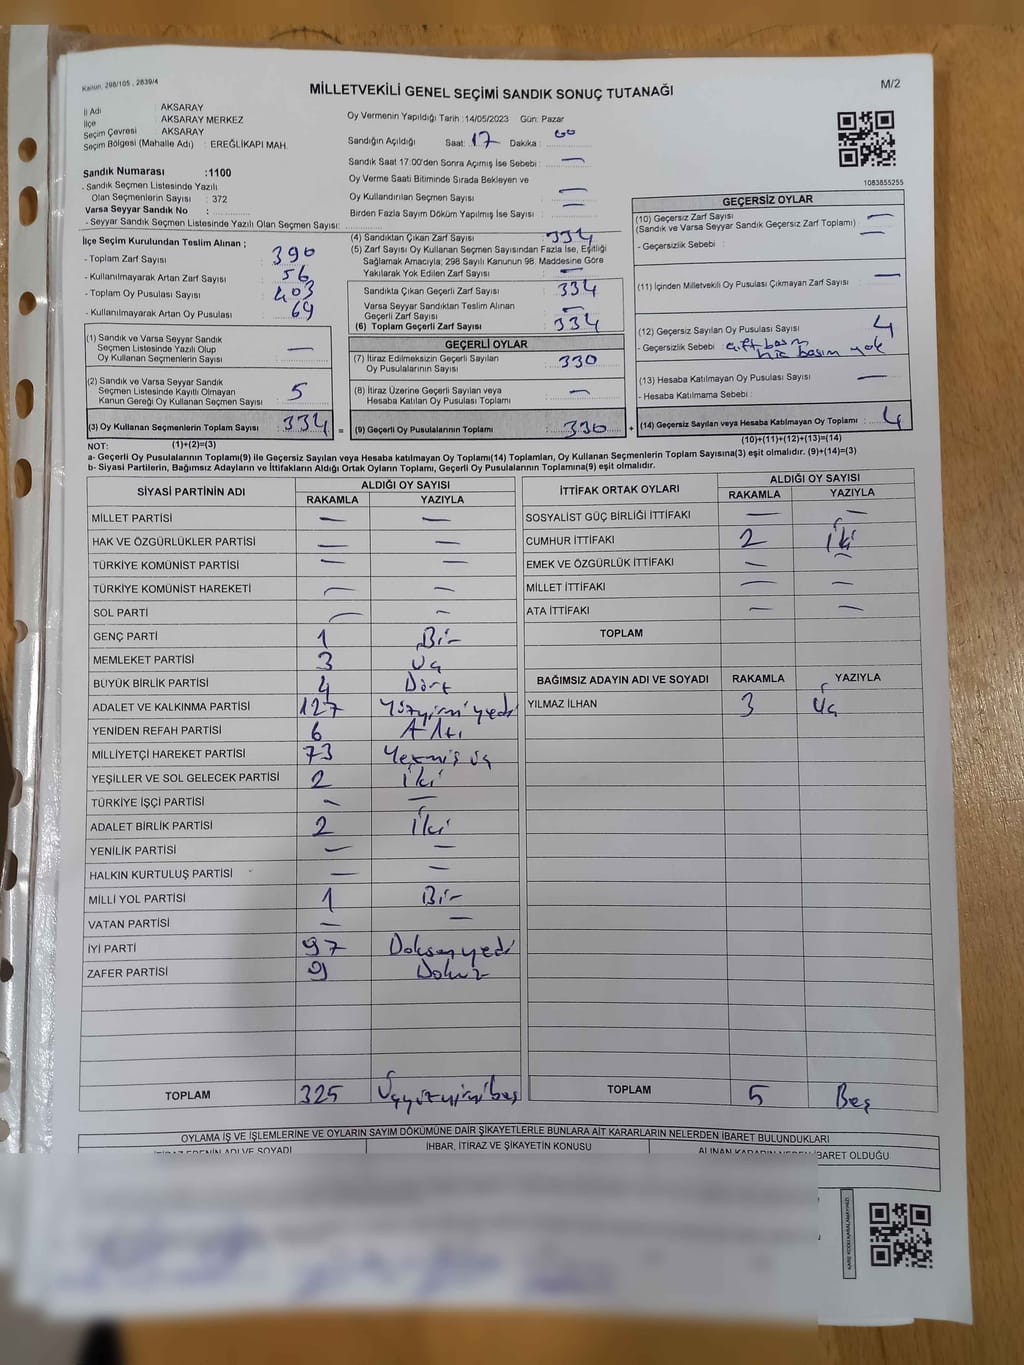 Kanun, 298/105 , 2839/4
M/2
MİLLETVEKİLİ GENEL SEÇİMİ SANDIK SONUÇ TUTANAĞI
İl Adı : AKSARAY
İlçe : AKSARAY MERKEZ
Seçim Çevresi : AKSARAY
Seçim Bölgesi (Mahalle Adı) : EREĞLİKAPI MAH.
Sandık Numarası :1100
- Sandık Seçmen Listesinde Yazılı
Olan Seçmenlerin Sayısı : 372
Varsa Seyyar Sandık No :
- Seyyar Sandık Seçmen Listesinde Yazılı Olan Seçmen Sayısı:
Oy Vermenin Yapıldığı Tarih :14/05/2023 Gün: Pazar
Sandığın Açıldığı Saat: 17 Dakika : 00
Sandık Saat 17:00'den Sonra Açımış İse Sebebi : —
Oy Verme Saati Bitiminde Sırada Bekleyen ve
Oy Kullandırılan Seçmen Sayısı : —
Birden Fazla Sayım Döküm Yapılmış İse Sayısı : —
1083855255
İlçe Seçim Kurulundan Teslim Alınan ;
- Toplam Zarf Sayısı : 390
- Kullanılmayarak Artan Zarf Sayısı : 56
- Toplam Oy Pusulası Sayısı : 403
- Kullanılmayarak Artan Oy Pusulası : 69
(1) Sandık ve Varsa Seyyar Sandık
Seçmen Listesinde Yazılı Olup
Oy Kullanan Seçmenlerin Sayısı : —
(2) Sandık ve Varsa Seyyar Sandık
Seçmen Listesinde Kayıtlı Olmayan
Kanun Gereği Oy Kullanan Seçmen Sayısı : 5
(3) Oy Kullanan Seçmenlerin Toplam Sayısı : 334
(4) Sandıktan Çıkan Zarf Sayısı : 334
(5) Zarf Sayısı Oy Kullanan Seçmen Sayısından Fazla İse, Eşitliği
Sağlamak Amacıyla; 298 Sayılı Kanunun 98. Maddesine Göre
Yakılarak Yok Edilen Zarf Sayısı : —
Sandıkta Çıkan Geçerli Zarf Sayısı : 334
Varsa Seyyar Sandıktan Teslim Alınan
Geçerli Zarf Sayısı : —
(6) Toplam Geçerli Zarf Sayısı : 334
GEÇERLİ OYLAR
(7) İtiraz Edilmeksizin Geçerli Sayılan
Oy Pusulalarının Sayısı : 330
(8) İtiraz Üzerine Geçerli Sayılan veya
Hesaba Katılan Oy Pusulası Toplamı : —
= (9) Geçerli Oy Pusulalarının Toplamı : 330 +
GEÇERSİZ OYLAR
(10) Geçersiz Zarf Sayısı : —
(Sandık ve Varsa Seyyar Sandık Geçersiz Zarf Toplamı) —
- Geçersizlik Sebebi :
(11) İçinden Milletvekili Oy Pusulası Çıkmayan Zarf Sayısı : —
(12) Geçersiz Sayılan Oy Pusulası Sayısı : 4
- Geçersizlik Sebebi : çift basım
hiç basım yok
(13) Hesaba Katılmayan Oy Pusulası Sayısı : —
- Hesaba Katılmama Sebebi :
(14) Geçersiz Sayılan veya Hesaba Katılmayan Oy Toplamı : 4
NOT: (1)+(2)=(3) (10)+(11)+(12)+(13)=(14)
a- Geçerli Oy Pusulalarının Toplamı(9) ile Geçersiz Sayılan veya Hesaba katılmayan Oy Toplamı(14) Toplamları, Oy Kullanan Seçmenlerin Toplam Sayısına(3) eşit olmalıdır. (9)+(14)=(3)
b- Siyasi Partilerin, Bağımsız Adayların ve İttifakların Aldığı Ortak Oyların Toplamı, Geçerli Oy Pusulalarının Toplamına(9) eşit olmalıdır.
SİYASİ PARTİNİN ADI ALDIĞI OY SAYISI
RAKAMLA YAZIYLA
MİLLET PARTİSİ — —
HAK VE ÖZGÜRLÜKLER PARTİSİ — —
TÜRKİYE KOMÜNİST PARTİSİ — —
TÜRKİYE KOMÜNİST HAREKETİ — —
SOL PARTİ — —
GENÇ PARTİ 1 Bir
MEMLEKET PARTİSİ 3 Üç
BÜYÜK BİRLİK PARTİSİ 4 Dört
ADALET VE KALKINMA PARTİSİ 127 Yüzyirmi yedi
YENİDEN REFAH PARTİSİ 6 Altı
MİLLİYETÇİ HAREKET PARTİSİ 73 Yetmiş üç
YEŞİLLER VE SOL GELECEK PARTİSİ 2 İki
TÜRKİYE İŞÇİ PARTİSİ — —
ADALET BİRLİK PARTİSİ 2 İki
YENİLİK PARTİSİ — —
HALKIN KURTULUŞ PARTİSİ — —
MİLLİ YOL PARTİSİ 1 Bir
VATAN PARTİSİ — —
İYİ PARTİ 97 Doksan yedi
ZAFER PARTİSİ 9 Dokuz
TOPLAM 325 Üçyüzyirmi beş
İTTİFAK ORTAK OYLARI ALDIĞI OY SAYISI
RAKAMLA YAZIYLA
SOSYALİST GÜÇ BİRLİĞİ İTTİFAKI — —
CUMHUR İTTİFAKI 2 İki
EMEK VE ÖZGÜRLÜK İTTİFAKI — —
MİLLET İTTİFAKI — —
ATA İTTİFAKI — —
TOPLAM
BAĞIMSIZ ADAYIN ADI VE SOYADI RAKAMLA YAZIYLA
YILMAZ İLHAN 3 Üç
TOPLAM 5 Beş
OYLAMA İŞ VE İŞLEMLERİNE VE OYLARIN SAYIM DÖKÜMÜNE DAİR ŞİKAYETLERLE BUNLARA AİT KARARLARIN NELERDEN İBARET BULUNDUKLARI
İTİRAZ EDENİN ADI VE SOYADI İHBAR, İTİRAZ VE ŞİKAYETİN KONUSU ALINAN KARARIN NEDEN İBARET OLDUĞU